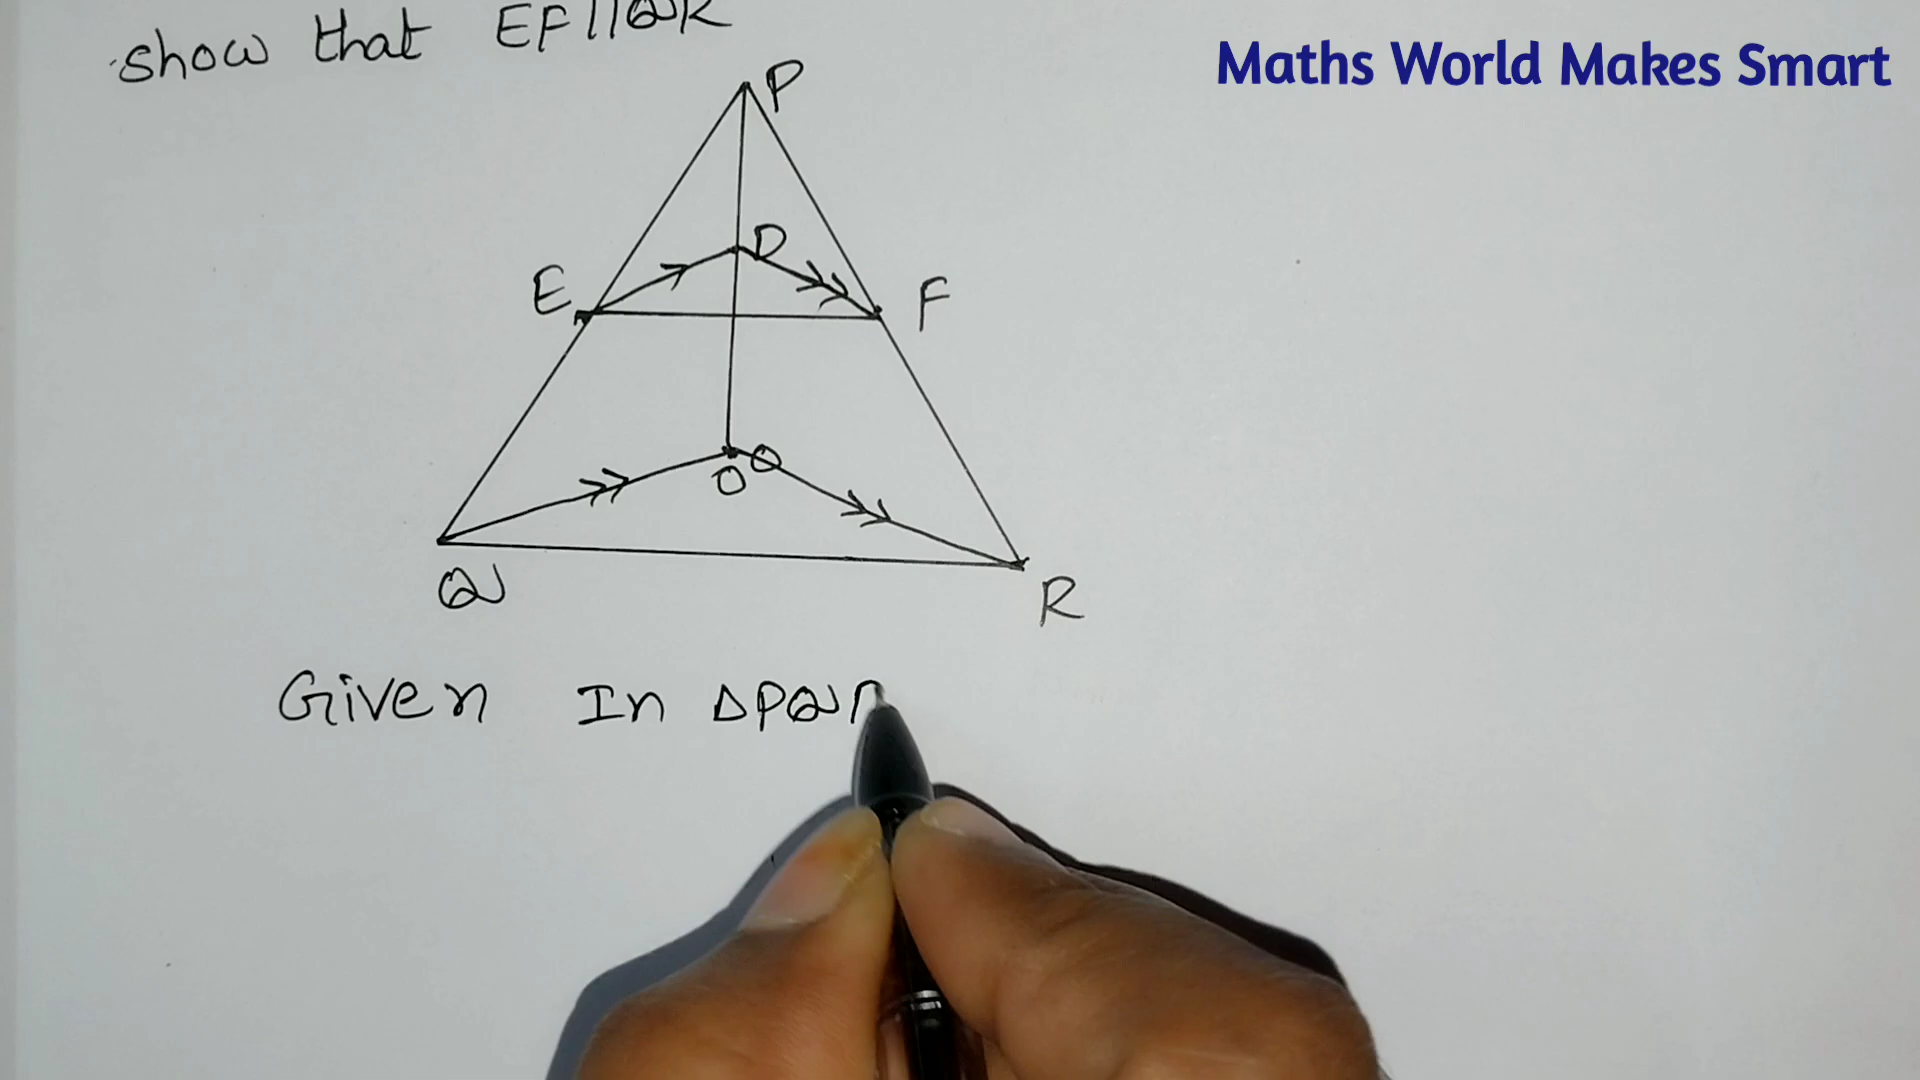 show that EF||QR
Maths World Makes Smart
P
D
E
F
O
O
Q
R
Given In ΔPQR